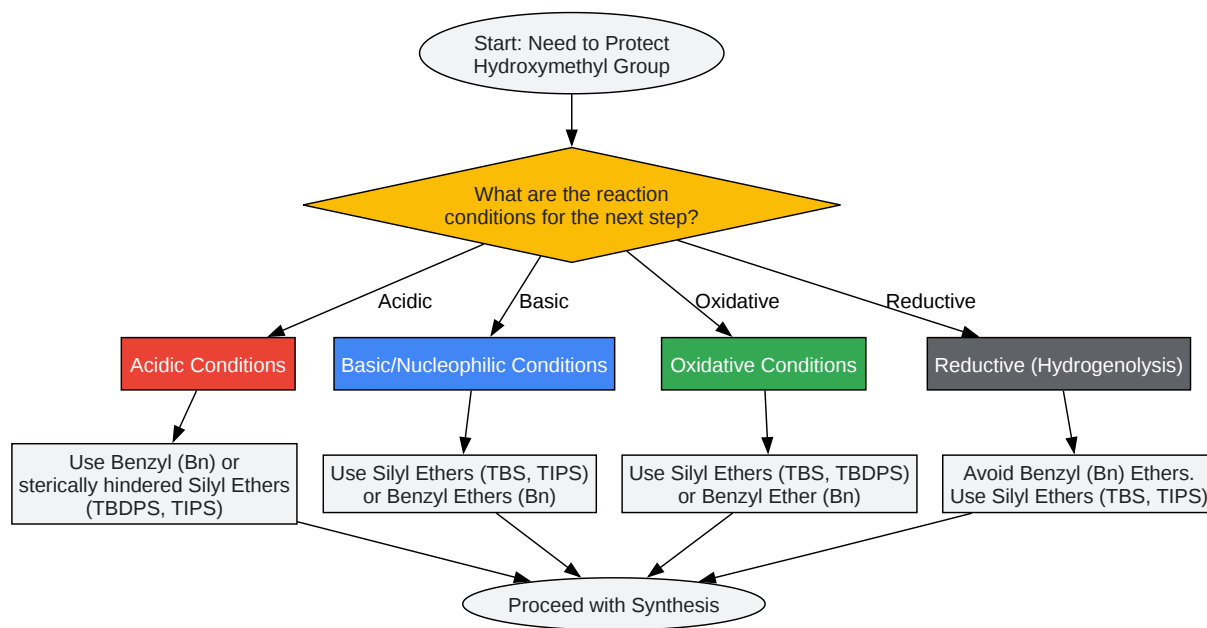 Start: Need to Protect
Hydroxymethyl Group
What are the reaction
conditions for the next step?
Acidic
Basic
Oxidative
Reductive
Acidic Conditions
Basic/Nucleophilic Conditions
Oxidative Conditions
Reductive (Hydrogenolysis)
Use Benzyl (Bn) or
sterically hindered Silyl Ethers
(TBDPS, TIPS)
Use Silyl Ethers (TBS, TIPS)
or Benzyl Ethers (Bn)
Use Silyl Ethers (TBS, TBDPS)
or Benzyl Ether (Bn)
Avoid Benzyl (Bn) Ethers.
Use Silyl Ethers (TBS, TIPS)
Proceed with Synthesis